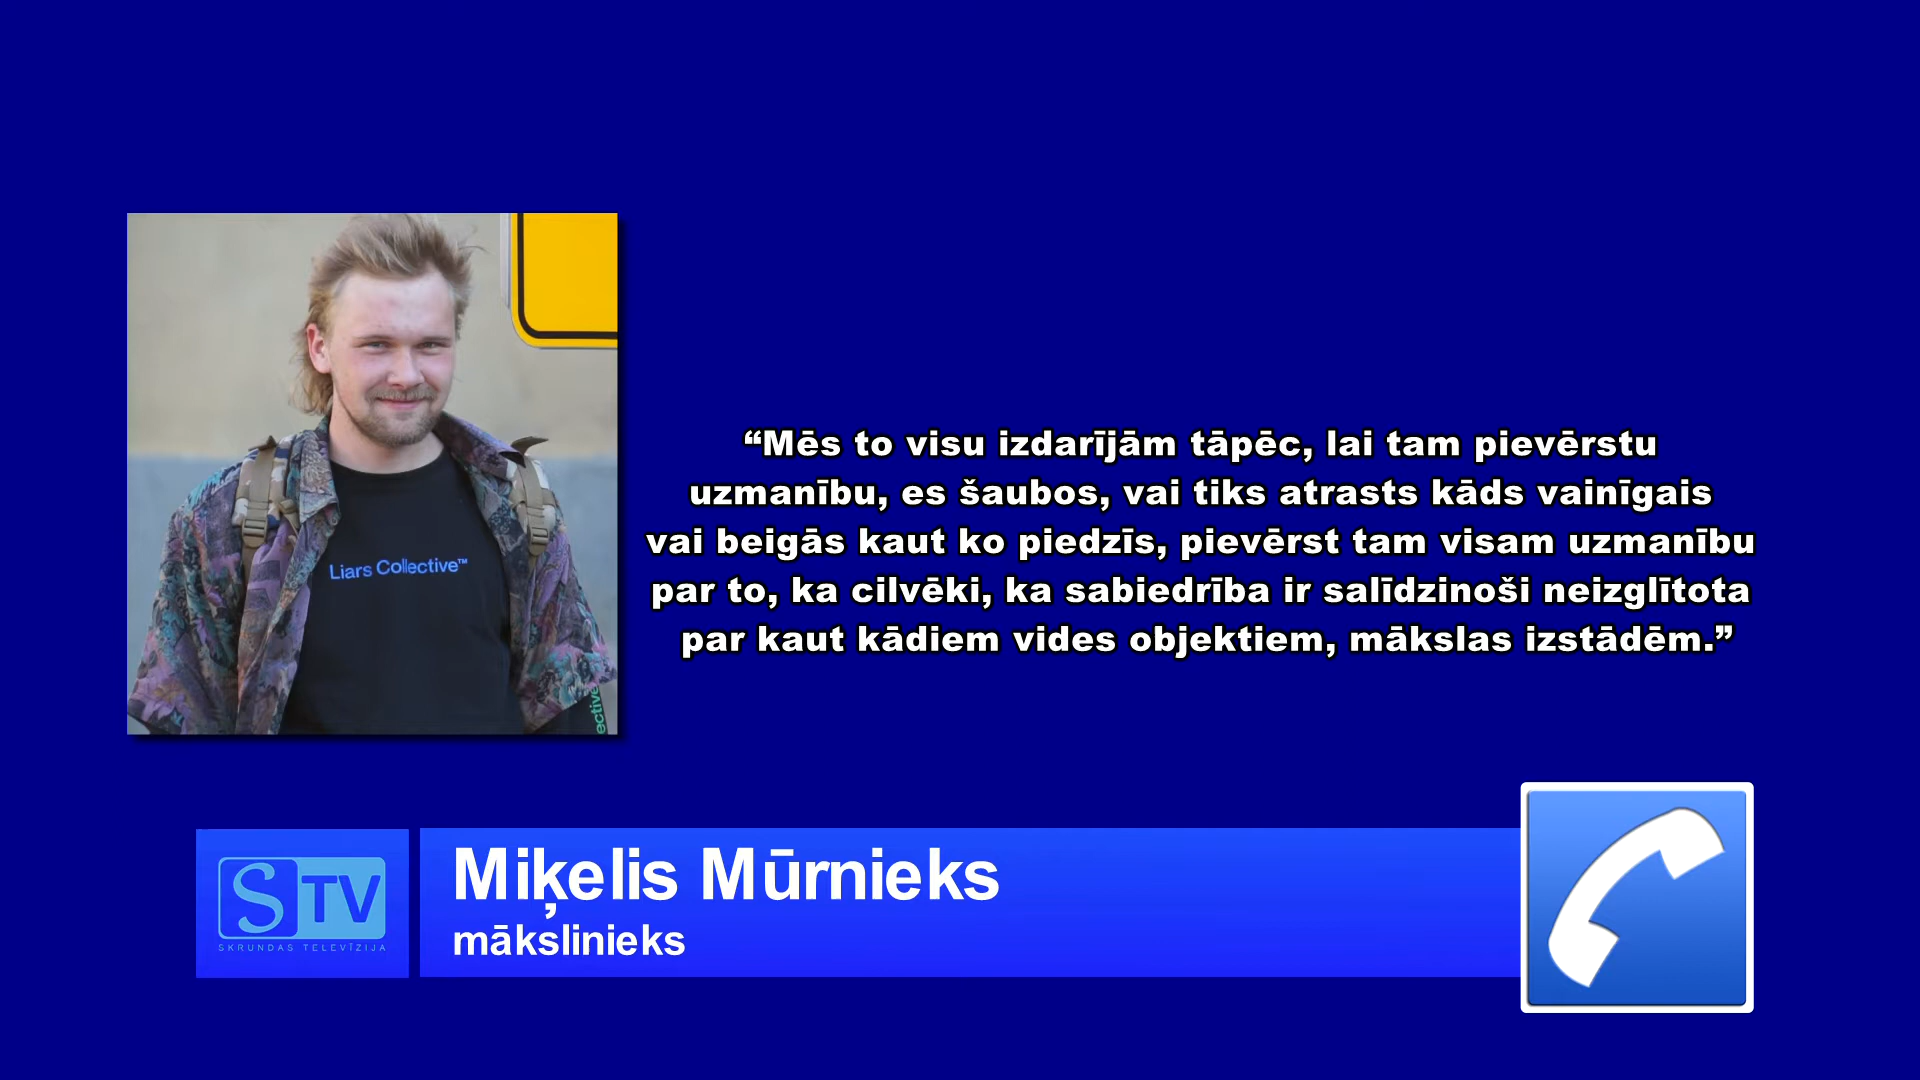 Liars Collective™
ective
“Mēs to visu izdarījām tāpēc, lai tam pievērstu
uzmanību, es šaubos, vai tiks atrasts kāds vainīgais
vai beigās kaut ko piedzīs, pievērst tam visam uzmanību
par to, ka cilvēki, ka sabiedrība ir salīdzinoši neizglītota
par kaut kādiem vides objektiem, mākslas izstādēm.”
STV
SKRUNDAS TELEVĪZIJA
Miķelis Mūrnieks
mākslinieks